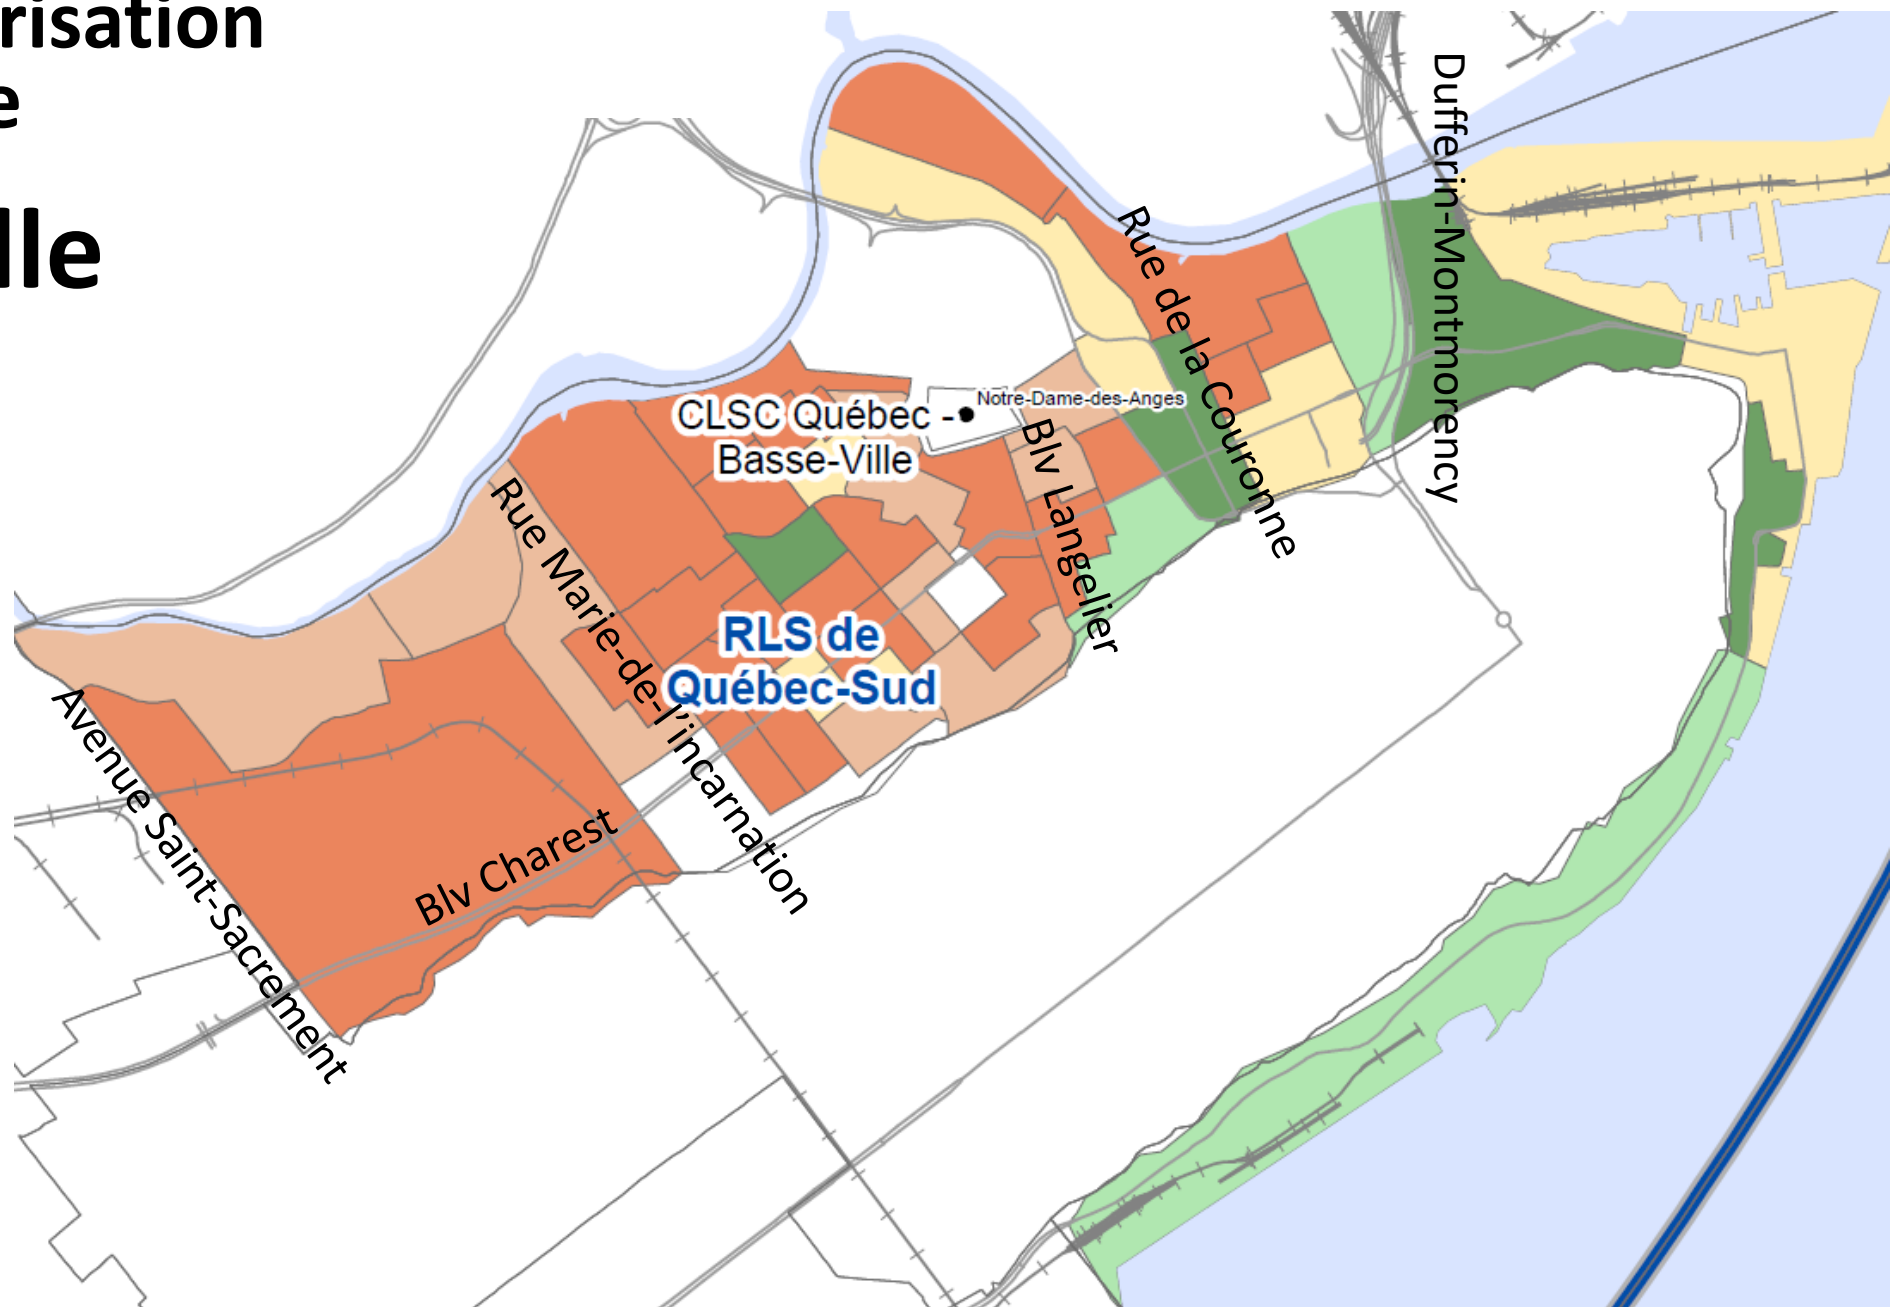 risation
e
lle
Dufferin-Montmorency
Rue de la Couronne
Notre-Dame-des-Anges
CLSC Québec -
Basse-Ville
Blv Langelier
Rue Marie-de-l'incarnation
RLS de
Québec-Sud
Avenue Saint-Sacrement
Blv Charest